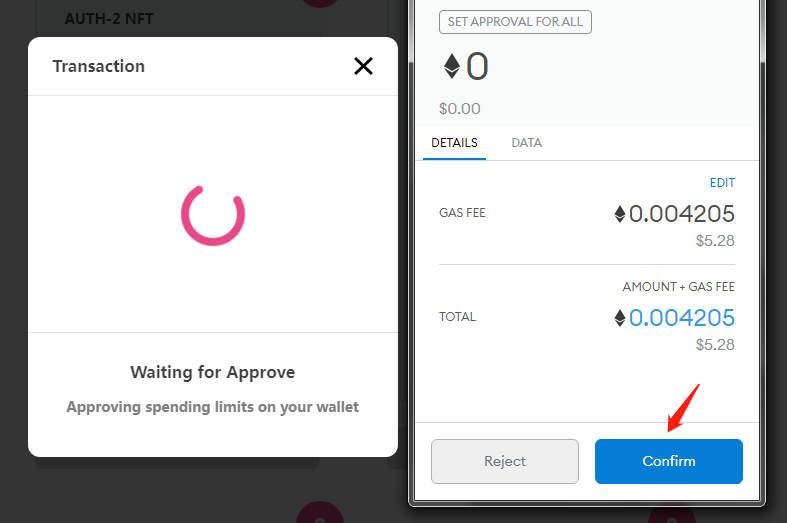 AUTH-2 NFT
Transaction
Waiting for Approve
Approving spending limits on your wallet
SET APPROVAL FOR ALL
0
$0.00
DETAILS DATA
EDIT
GAS FEE 0.004205
$5.28
AMOUNT + GAS FEE
TOTAL 0.004205
$5.28
Reject Confirm